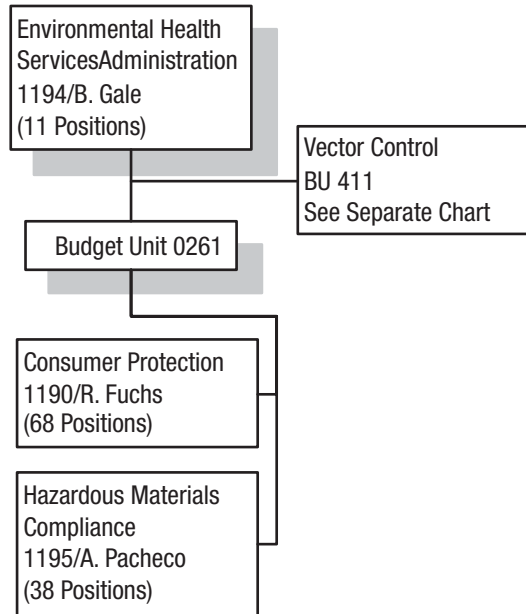 Environmental Health
ServicesAdministration
1194/B. Gale
(11 Positions)
Vector Control
BU 411
See Separate Chart
Budget Unit 0261
Consumer Protection
1190/R. Fuchs
(68 Positions)
Hazardous Materials
Compliance
1195/A. Pacheco
(38 Positions)